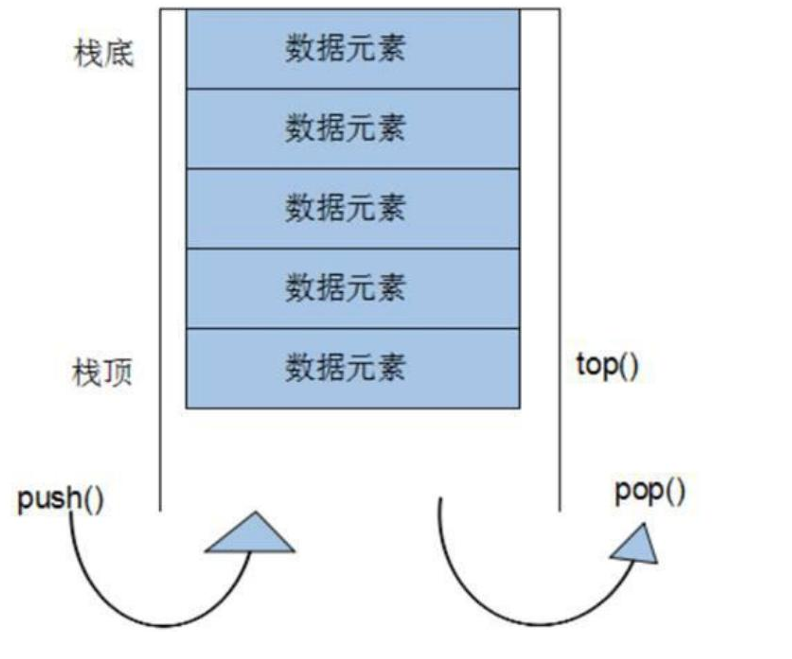 栈底
数据元素
数据元素
数据元素
数据元素
栈顶
数据元素
top()
push()
pop()